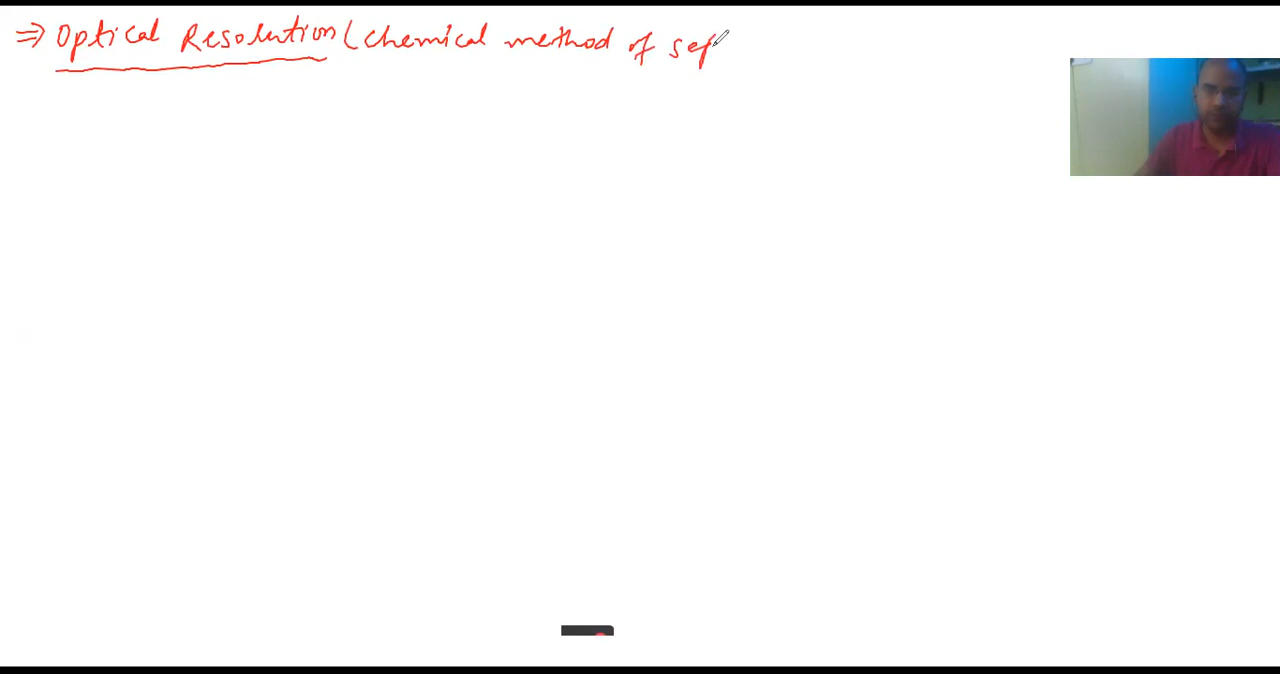 ⇒ Optical Resolution (chemical method of sep